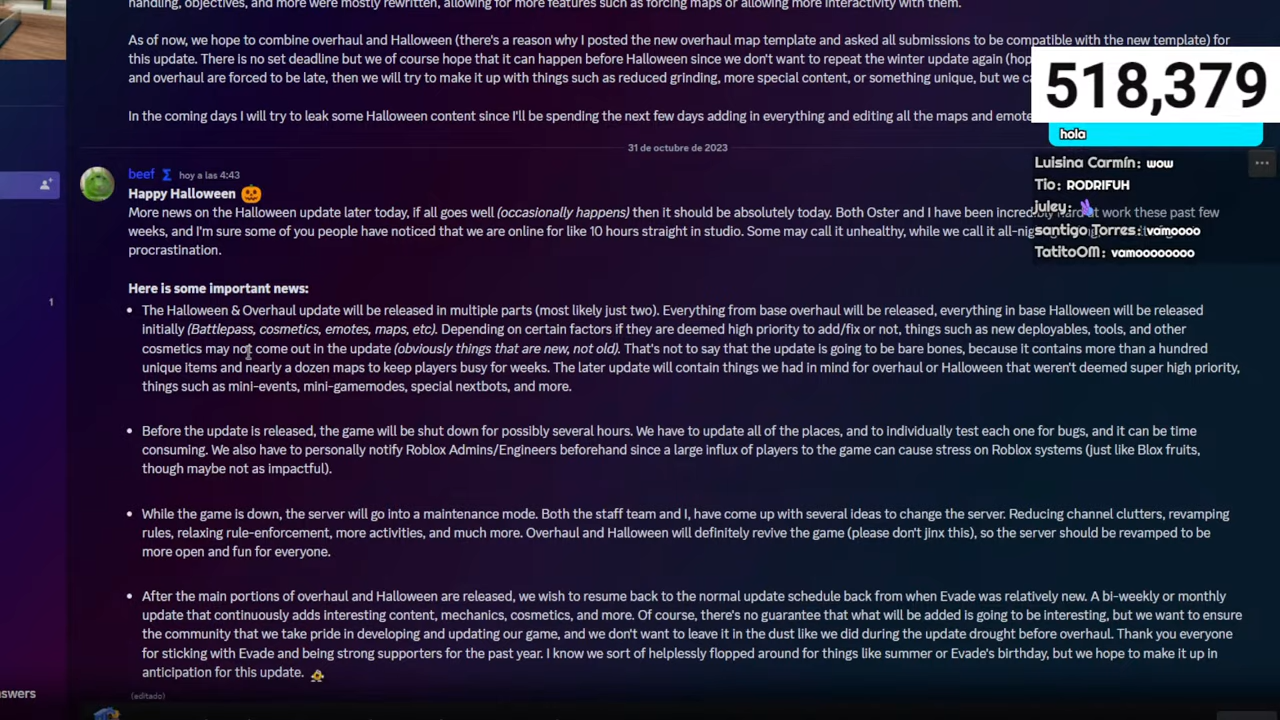 handling, objectives, and more were mostly rewritten, allowing for more features such as forcing maps or allowing more interactivity with them.
As of now, we hope to combine overhaul and Halloween (there's a reason why I posted the new overhaul map template and asked all submissions to be compatible with the new template) for
this update. There is no set deadline but we of course hope that it can happen before Halloween since we don't want to repeat the winter update again (hop
and overhaul are forced to be late, then we will try to make it up with things such as reduced grinding, more special content, or something unique, but we ca
In the coming days I will try to leak some Halloween content since I'll be spending the next few days adding in everything and editing all the maps and emote
518,379
hola
Luisina Carmín: wow
Tio: RODRIFUH
juley:
santigo Torres: vamoooo
TatitoOM: vamoooooooo
31 de octubre de 2023
beef Σ hoy a las 4:43
Happy Halloween 🎃
More news on the Halloween update later today, if all goes well (occasionally happens) then it should be absolutely today. Both Oster and I have been incredibly hard at work these past few
weeks, and I'm sure some of you people have noticed that we are online for like 10 hours straight in studio. Some may call it unhealthy, while we call it all-nig
procrastination.
Here is some important news:
• The Halloween & Overhaul update will be released in multiple parts (most likely just two). Everything from base overhaul will be released, everything in base Halloween will be released
initially (Battlepass, cosmetics, emotes, maps, etc). Depending on certain factors if they are deemed high priority to add/fix or not, things such as new deployables, tools, and other
cosmetics may not come out in the update (obviously things that are new, not old). That's not to say that the update is going to be bare bones, because it contains more than a hundred
unique items and nearly a dozen maps to keep players busy for weeks. The later update will contain things we had in mind for overhaul or Halloween that weren't deemed super high priority,
things such as mini-events, mini-gamemodes, special nextbots, and more.
• Before the update is released, the game will be shut down for possibly several hours. We have to update all of the places, and to individually test each one for bugs, and it can be time
consuming. We also have to personally notify Roblox Admins/Engineers beforehand since a large influx of players to the game can cause stress on Roblox systems (just like Blox fruits,
though maybe not as impactful).
• While the game is down, the server will go into a maintenance mode. Both the staff team and I, have come up with several ideas to change the server. Reducing channel clutters, revamping
rules, relaxing rule-enforcement, more activities, and much more. Overhaul and Halloween will definitely revive the game (please don't jinx this), so the server should be revamped to be
more open and fun for everyone.
• After the main portions of overhaul and Halloween are released, we wish to resume back to the normal update schedule back from when Evade was relatively new. A bi-weekly or monthly
update that continuously adds interesting content, mechanics, cosmetics, and more. Of course, there's no guarantee that what will be added is going to be interesting, but we want to ensure
the community that we take pride in developing and updating our game, and we don't want to leave it in the dust like we did during the update drought before overhaul. Thank you everyone
for sticking with Evade and being strong supporters for the past year. I know we sort of helplessly flopped around for things like summer or Evade's birthday, but we hope to make it up in
anticipation for this update.
(editado)
1
nswers